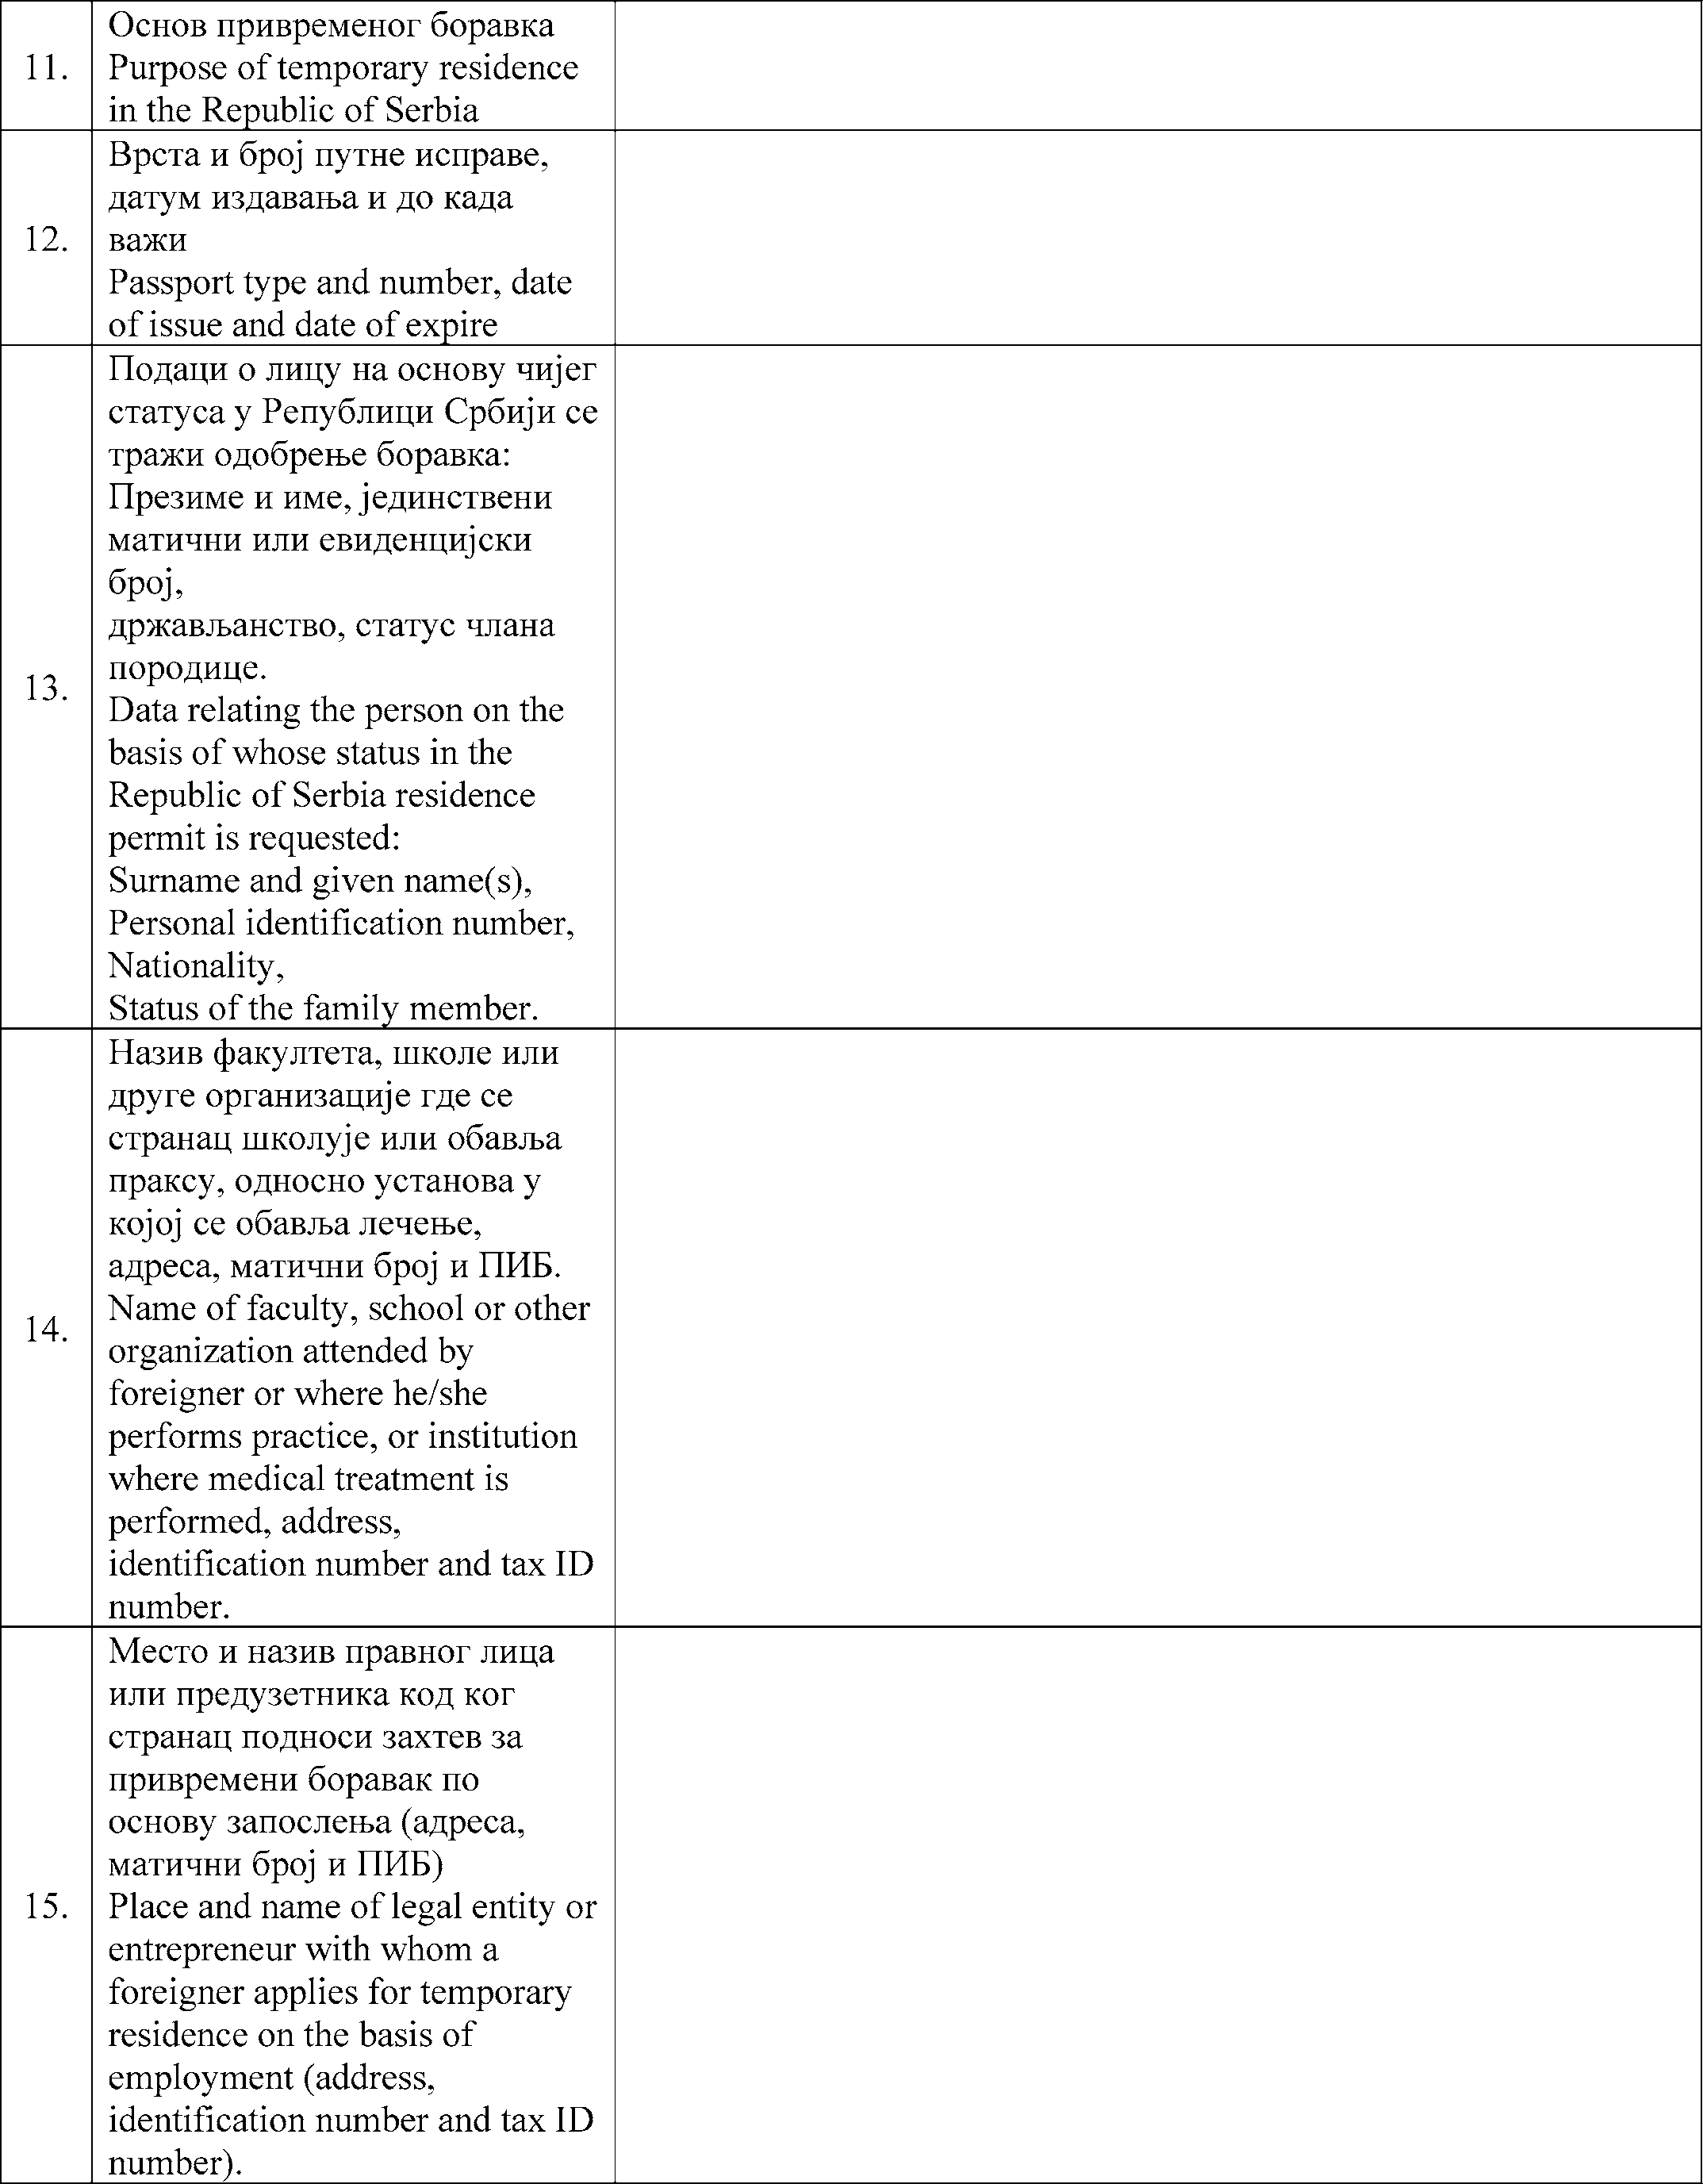 11.
Основ привременог боравка
Purpose of temporary residence
in the Republic of Serbia
12.
Врста и број путне исправе,
датум издавања и до када
важи
Passport type and number, date
of issue and date of expire
13.
Подаци о лицу на основу чијег
статуса у Републици Србији се
тражи одобрење боравка:
Презиме и име, јединствени
матични или евиденцијски
број,
држављанство, статус члана
породице.
Data relating the person on the
basis of whose status in the
Republic of Serbia residence
permit is requested:
Surname and given name(s),
Personal identification number,
Nationality,
Status of the family member.
14.
Назив факултета, школе или
друге организације где се
странац школује или обавља
праксу, односно установа у
којој се обавља лечење,
адреса, матични број и ПИБ.
Name of faculty, school or other
organization attended by
foreigner or where he/she
performs practice, or institution
where medical treatment is
performed, address,
identification number and tax ID
number.
15.
Место и назив правног лица
или предузетника код ког
странац подноси захтев за
привремени боравак по
основу запослења (адреса,
матични број и ПИБ)
Place and name of legal entity or
entrepreneur with whom a
foreigner applies for temporary
residence on the basis of
employment (address,
identification number and tax ID
number).